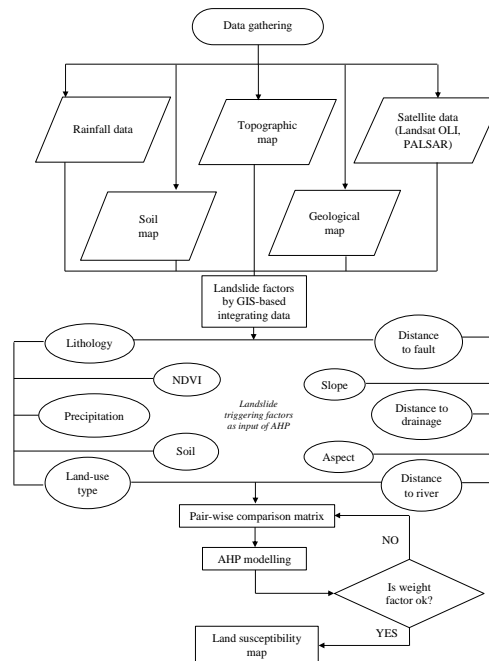 Data gathering
Rainfall data
Topographic
map
Satellite data
(Landsat OLI,
PALSAR)
Soil
map
Geological
map
Landslide factors
by GIS-based
integrating data
Lithology
Distance
to fault
NDVI
Slope
Precipitation
Landslide
triggering factors
as input of AHP
Distance to
drainage
Soil
Aspect
Land-use
type
Distance
to river
Pair-wise comparison matrix
NO
AHP modelling
Is weight
factor ok?
YES
Land susceptibility
map